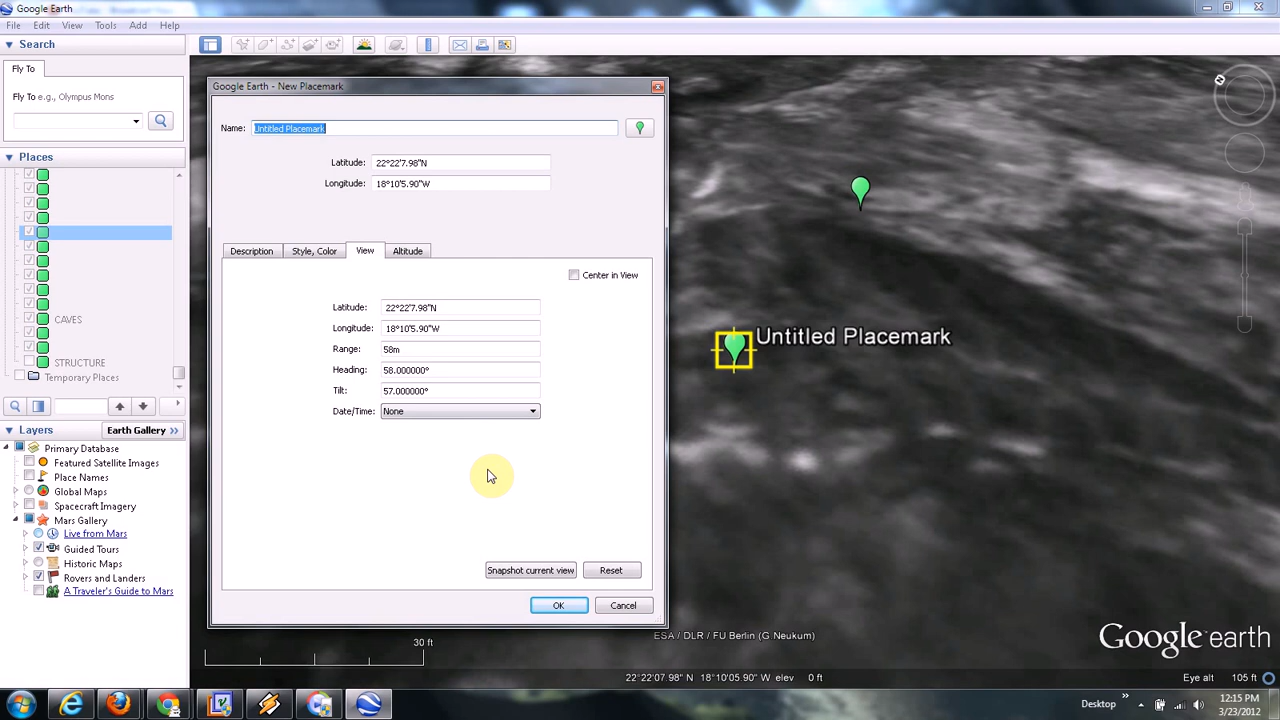 Google Earth
File Edit View Tools Add Help
Search
Fly To
Fly To e.g., Olympus Mons
Places
CAVES
STRUCTURE
Temporary Places
Layers
Earth Gallery >>
Primary Database
Featured Satellite Images
Place Names
Global Maps
Spacecraft Imagery
Mars Gallery
Live from Mars
Guided Tours
Historic Maps
Rovers and Landers
A Traveler's Guide to Mars
Google Earth - New Placemark
Name: Untitled Placemark
Latitude: 22°22'7.98"N
Longitude: 18°10'5.90"W
Description Style, Color View Altitude
Center in View
Latitude: 22°22'7.98"N
Longitude: 18°10'5.90"W
Range: 58m
Heading: 58.000000°
Tilt: 57.000000°
Date/Time: None
Snapshot current view Reset
OK Cancel
Untitled Placemark
30 ft
ESA / DLR / FU Berlin (G.Neukum)
Google earth
22°22'07.98" N 18°10'05.90" W elev 0 ft
Eye alt 105 ft
Desktop
12:15 PM
3/23/2012